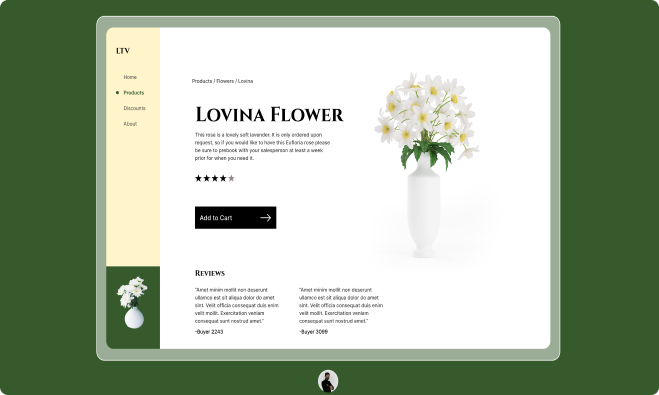 LTV
Home
Products
Discounts
About
Products / Flowers / Lovina
Lovina Flower
This rose is a lovely soft lavender. It is only ordered upon
request, so if you would like to have this Eufloria rose please
be sure to prebook with your salesperson at least a week
prior for when you need it.
Add to Cart
Reviews
"Amet minim mollit non deserunt
ullamco est sit aliqua dolor do amet
sint. Velit officia consequat duis enim
velit mollit. Exercitation veniam
consequat sunt nostrud amet."
-Buyer 2243
"Amet minim mollit non deserunt
ullamco est sit aliqua dolor do amet
sint. Velit officia consequat duis enim
velit mollit. Exercitation veniam
consequat sunt nostrud amet."
-Buyer 3099